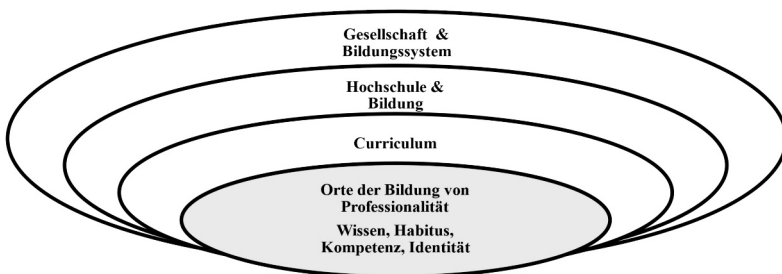 Gesellschaft &
Bildungssystem
Hochschule &
Bildung
Curriculum
Orte der Bildung von
Professionalität
Wissen, Habitus,
Kompetenz, Identität